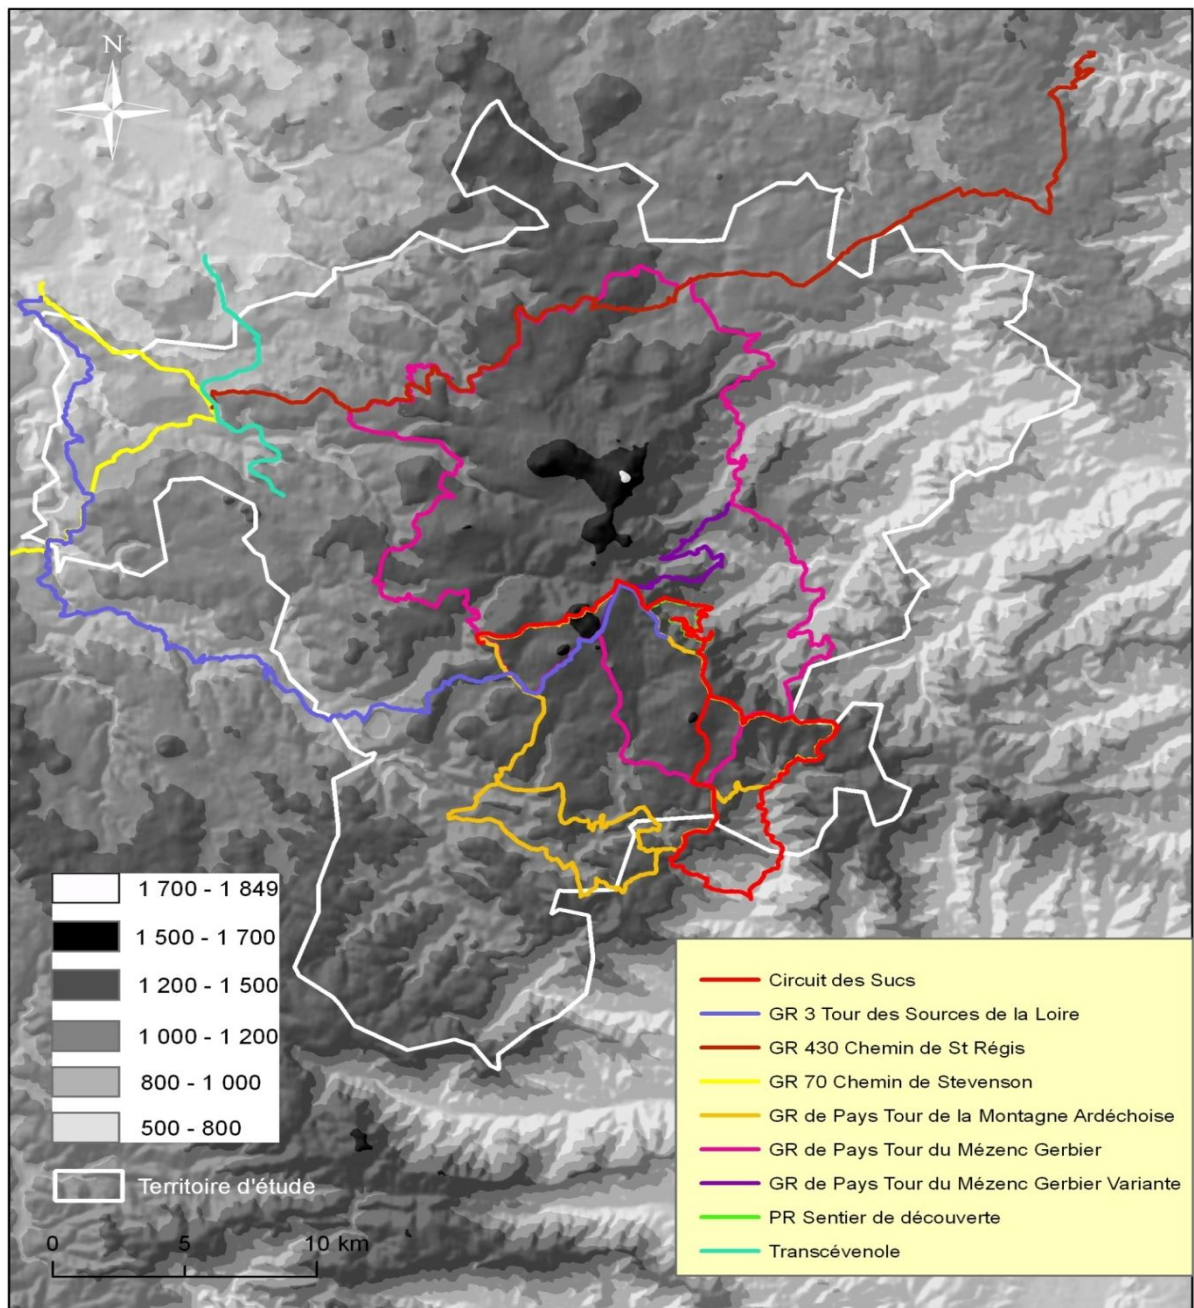 N
1 700 - 1 849
1 500 - 1 700
1 200 - 1 500
1 000 - 1 200
800 - 1 000
500 - 800
Territoire d'étude
0 5 10 km
Circuit des Sucs
GR 3 Tour des Sources de la Loire
GR 430 Chemin de St Régis
GR 70 Chemin de Stevenson
GR de Pays Tour de la Montagne Ardéchoise
GR de Pays Tour du Mézenc Gerbier
GR de Pays Tour du Mézenc Gerbier Variante
PR Sentier de découverte
Transcévenole